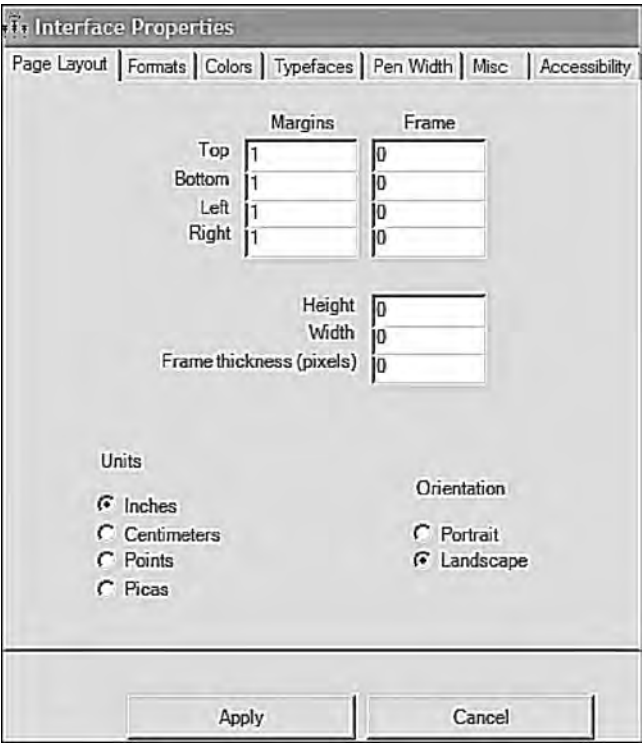 Interface Properties
Page Layout Formats Colors Typefaces Pen Width Misc Accessibility
Margins Frame
Top 1 0
Bottom 1 0
Left 1 0
Right 1 0
Height 0
Width 0
Frame thickness (pixels) 0
Units
Inches
Centimeters
Points
Picas
Orientation
Portrait
Landscape
Apply Cancel